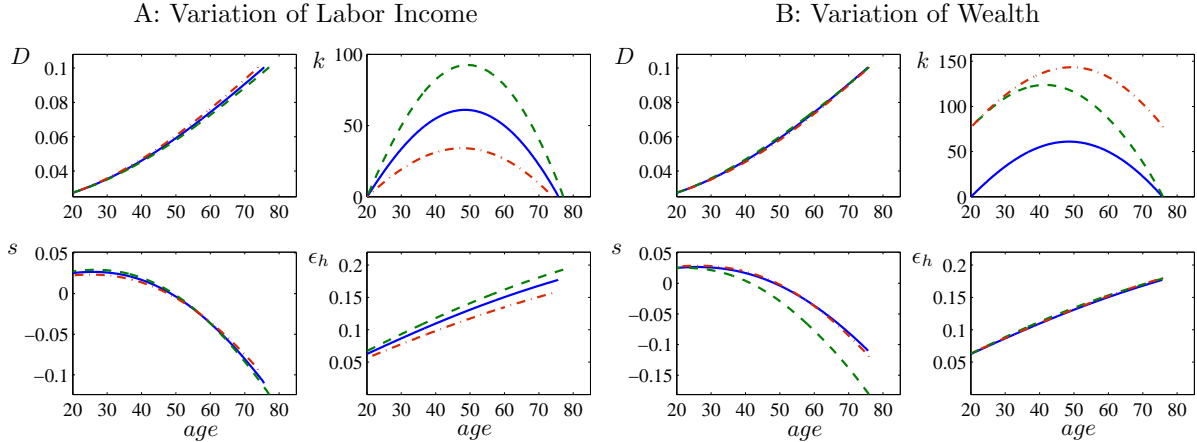 A: Variation of Labor Income B: Variation of Wealth
D k D k
0.1 100 0.1 150
0.08 0.08
50 100
0.06 0.06
50
0.04 0.04
0 0
20 30 40 50 60 70 80 20 30 40 50 60 70 80 20 30 40 50 60 70 80 20 30 40 50 60 70 80
s ϵh s ϵh
0.05 0.2 0.05 0.2
0 0
0.15 0.15
−0.05
−0.05 0.1 0.1
−0.1
0.05 0.05
−0.1 −0.15
20 30 40 50 60 70 80 20 30 40 50 60 70 80 20 30 40 50 60 70 80 20 30 40 50 60 70 80
age age age age